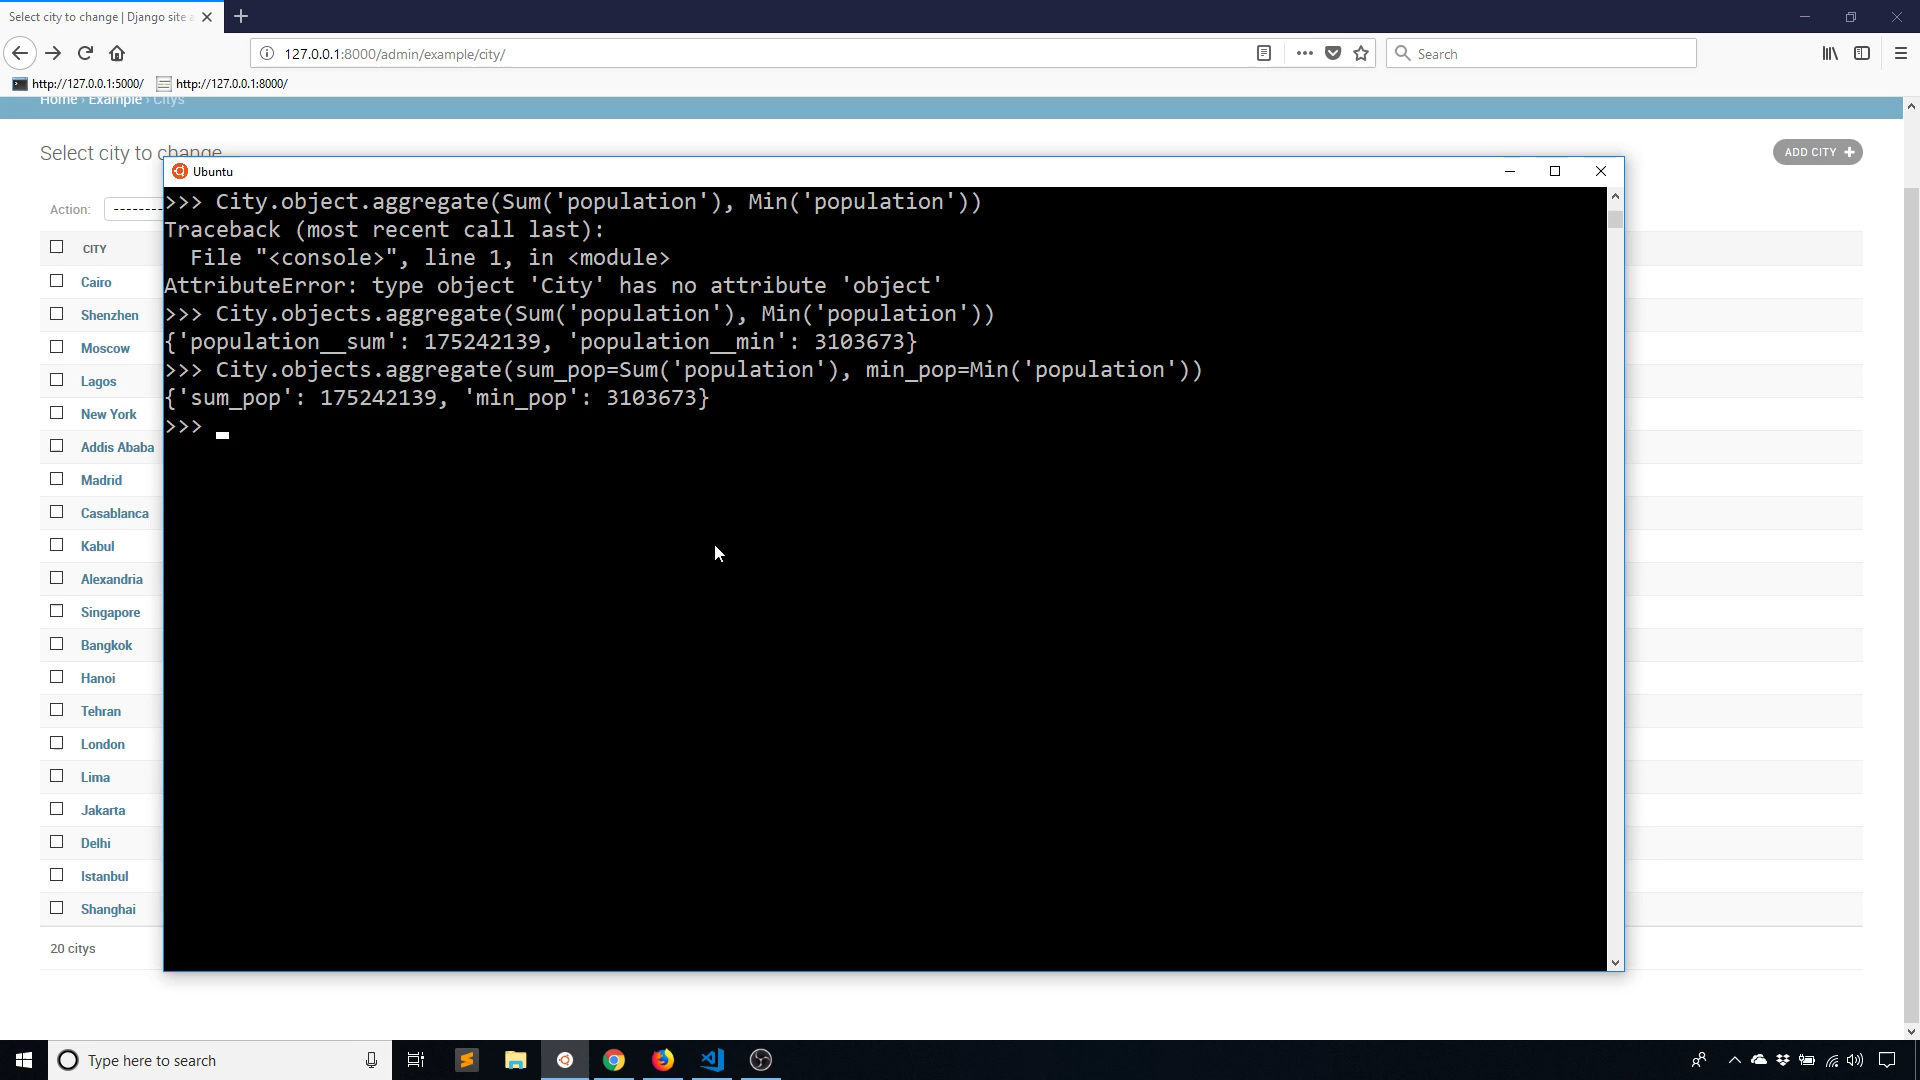 Select city to change | Django site a
127.0.0.1:8000/admin/example/city/
Search
http://127.0.0.1:5000/
http://127.0.0.1:8000/
Home › Example › Citys
Select city to change
ADD CITY +
Ubuntu
Action:
---------
>>> City.object.aggregate(Sum('population'), Min('population'))
Traceback (most recent call last):
  File "<console>", line 1, in <module>
AttributeError: type object 'City' has no attribute 'object'
>>> City.objects.aggregate(Sum('population'), Min('population'))
{'population__sum': 175242139, 'population__min': 3103673}
>>> City.objects.aggregate(sum_pop=Sum('population'), min_pop=Min('population'))
{'sum_pop': 175242139, 'min_pop': 3103673}
>>> _
CITY
Cairo
Shenzhen
Moscow
Lagos
New York
Addis Ababa
Madrid
Casablanca
Kabul
Alexandria
Singapore
Bangkok
Hanoi
Tehran
London
Lima
Jakarta
Delhi
Istanbul
Shanghai
20 citys
Type here to search